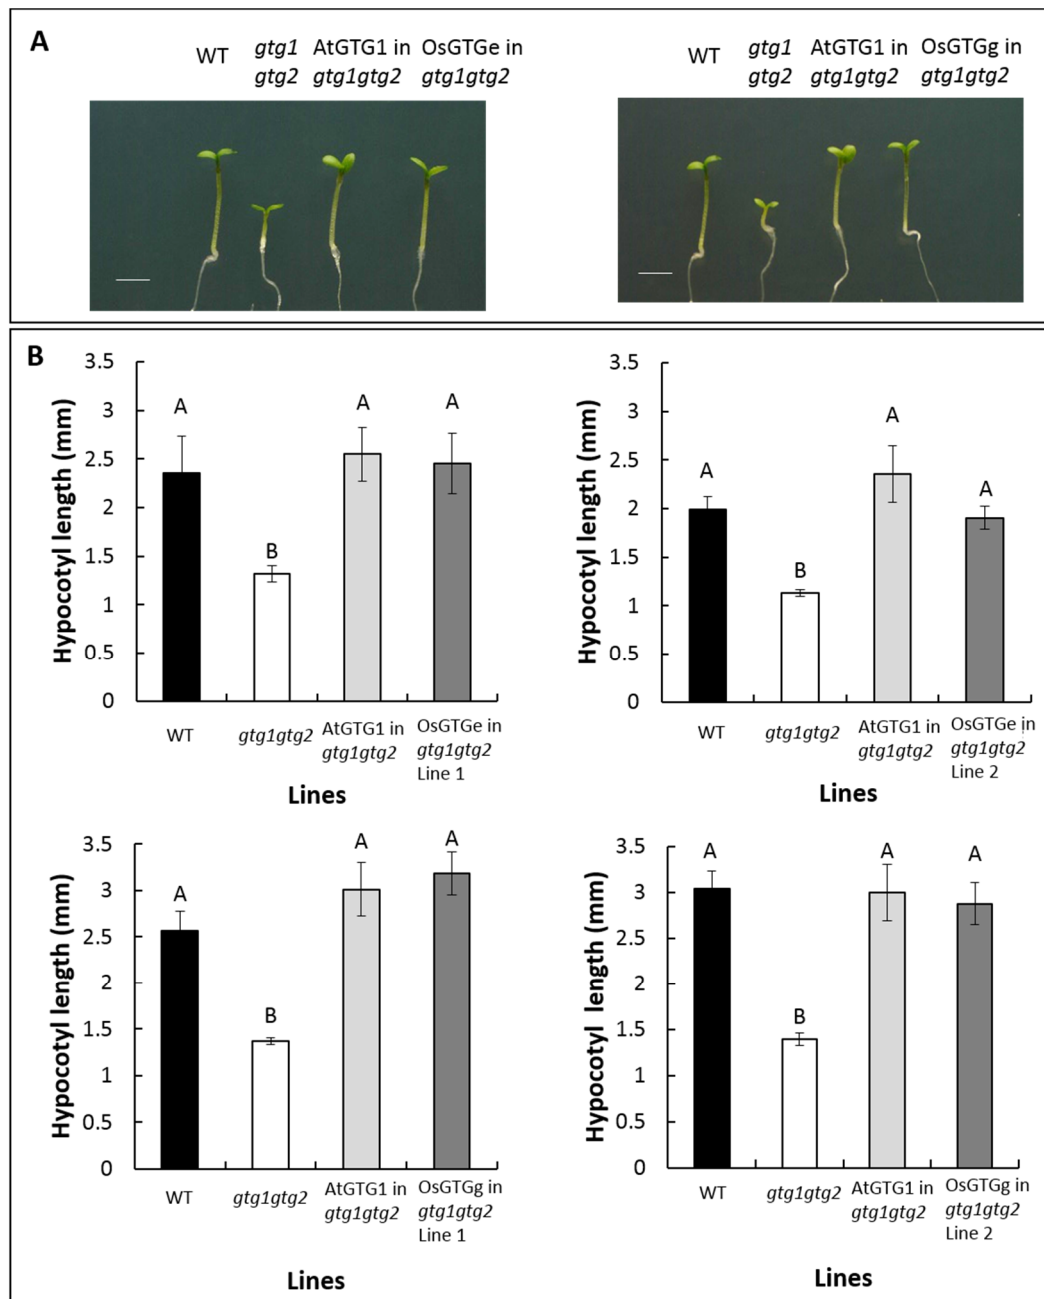 A
WT
gtg1
gtg2
AtGTG1 in
gtg1gtg2
OsGTGe in
gtg1gtg2
WT
gtg1
gtg2
AtGTG1 in
gtg1gtg2
OsGTGg in
gtg1gtg2
B
Hypocotyl length (mm)
3.5
3
2.5
2
1.5
1
0.5
0
A
B
A
A
WT
gtg1gtg2
AtGTG1 in
gtg1gtg2
OsGTGe in
gtg1gtg2
Line 1
Lines
Hypocotyl length (mm)
3.5
3
2.5
2
1.5
1
0.5
0
A
B
A
A
WT
gtg1gtg2
AtGTG1 in
gtg1gtg2
OsGTGe in
gtg1gtg2
Line 2
Lines
Hypocotyl length (mm)
3.5
3
2.5
2
1.5
1
0.5
0
A
B
A
A
WT
gtg1gtg2
AtGTG1 in
gtg1gtg2
OsGTGg in
gtg1gtg2
Line 1
Lines
Hypocotyl length (mm)
3.5
3
2.5
2
1.5
1
0.5
0
A
B
A
A
WT
gtg1gtg2
AtGTG1 in
gtg1gtg2
OsGTGg in
gtg1gtg2
Line 2
Lines